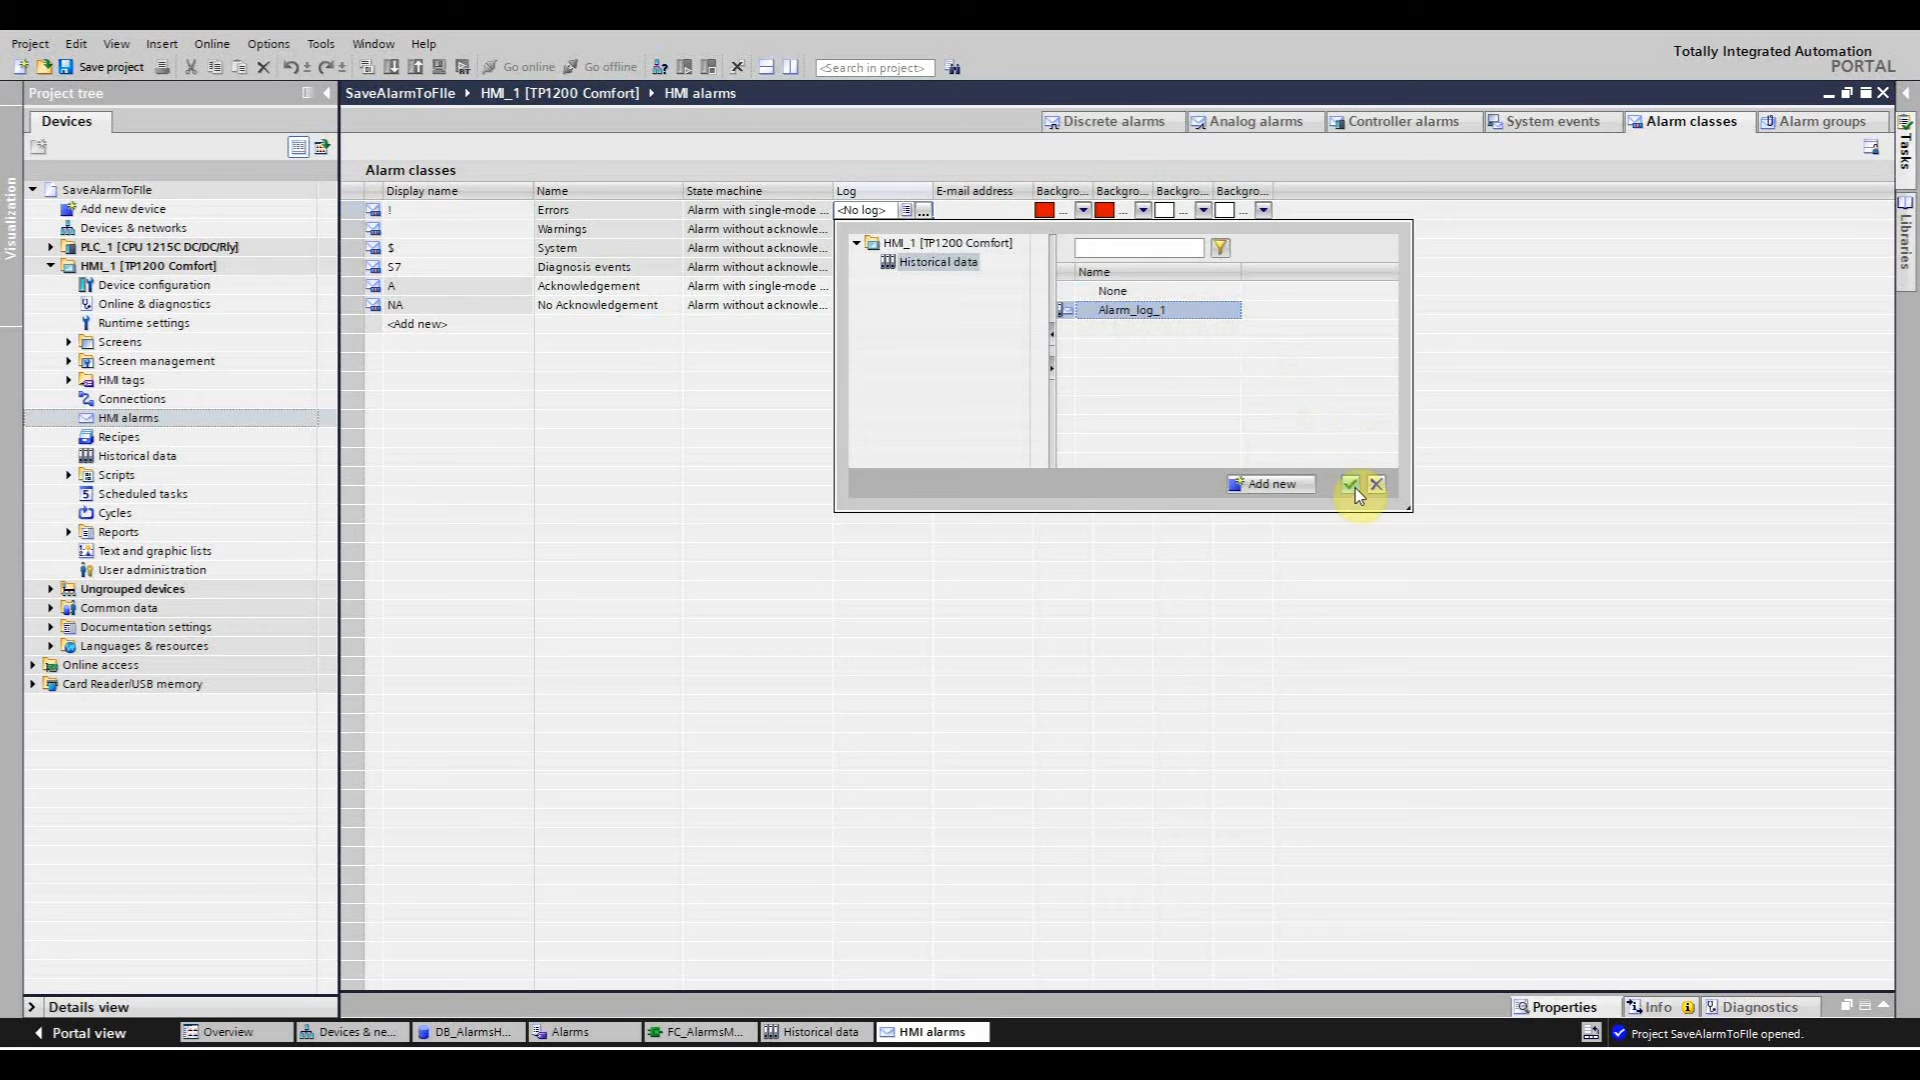 Project Edit View Insert Online Options Tools Window Help
Totally Integrated Automation
PORTAL
Save project Go online Go offline <Search in project>
Project tree
SaveAlarmToFIle HMI_1 [TP1200 Comfort] HMI alarms
Devices
Discrete alarms Analog alarms Controller alarms System events Alarm classes Alarm groups
Visualization
Tasks
Libraries
SaveAlarmToFIle
Add new device
Devices & networks
PLC_1 [CPU 1215C DC/DC/Rly]
HMI_1 [TP1200 Comfort]
Device configuration
Online & diagnostics
Runtime settings
Screens
Screen management
HMI tags
Connections
HMI alarms
Recipes
Historical data
Scripts
Scheduled tasks
Cycles
Reports
Text and graphic lists
User administration
Ungrouped devices
Common data
Documentation settings
Languages & resources
Online access
Card Reader/USB memory
Alarm classes
Display name Name State machine Log E-mail address Backgro... Backgro... Backgro... Backgro...
! Errors Alarm with single-mode ... <No log> ... ... ... ... ...
Warnings Alarm without acknowle...
$ System Alarm without acknowle...
S7 Diagnosis events Alarm without acknowle...
A Acknowledgement Alarm with single-mode ...
NA No Acknowledgement Alarm without acknowle...
<Add new>
HMI_1 [TP1200 Comfort]
Historical data
Name
None
Alarm_log_1
Add new
Details view
Properties Info Diagnostics
Portal view Overview Devices & ne... DB_AlarmsH... Alarms FC_AlarmsM... Historical data HMI alarms
Project SaveAlarmToFIle opened.